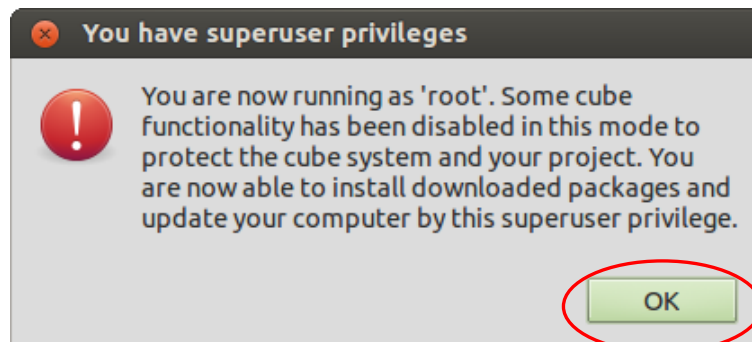 You have superuser privileges
You are now running as 'root'. Some cube
functionality has been disabled in this mode to
protect the cube system and your project. You
are now able to install downloaded packages and
update your computer by this superuser privilege.
OK